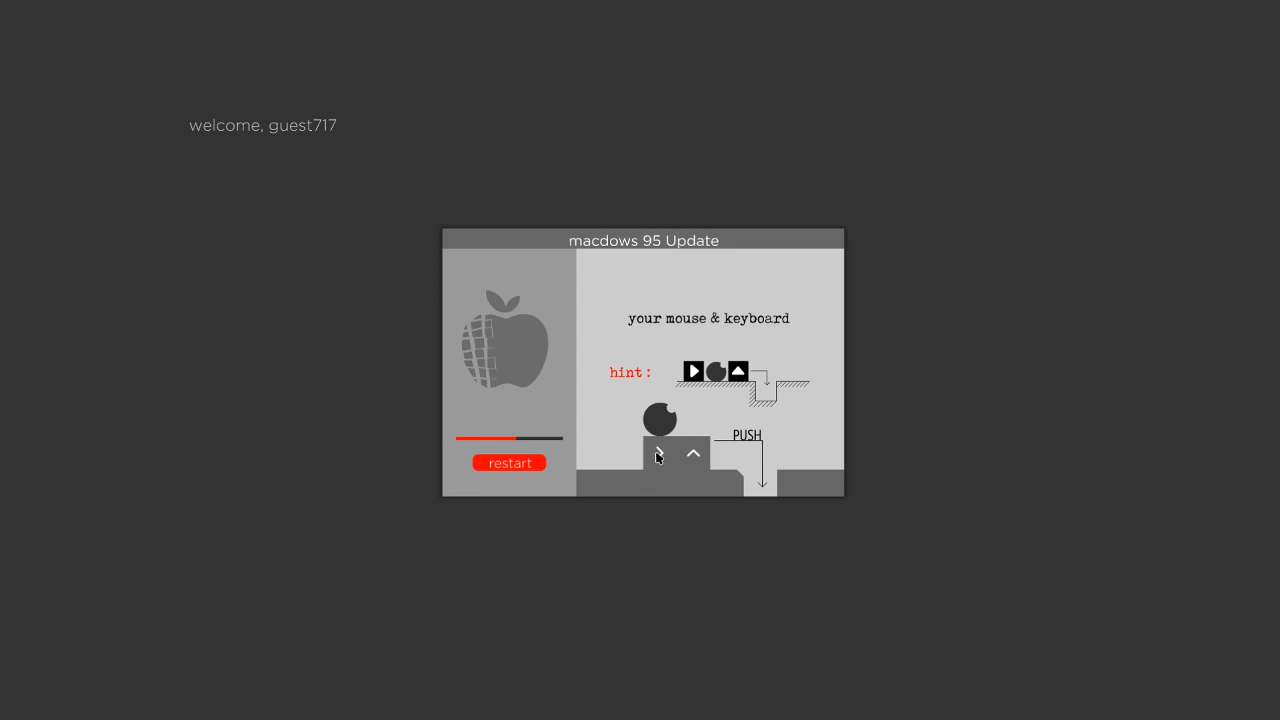 welcome, guest717
macdows 95 Update
your mouse & keyboard
hint:
PUSH
restart